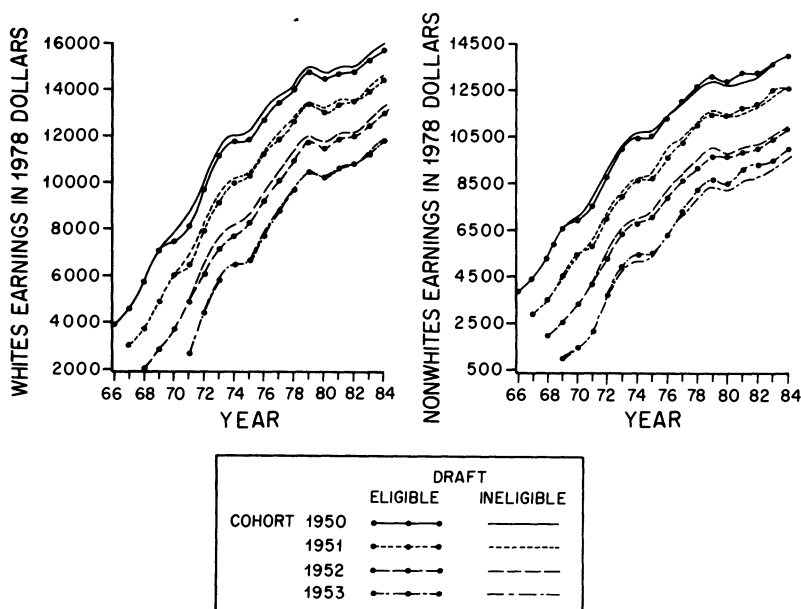 WHITES EARNINGS IN 1978 DOLLARS
16000
14000
12000
10000
8000
6000
4000
2000
66 68 70 72 74 76 78 80 82 84
YEAR
NONWHITES EARNINGS IN 1978 DOLLARS
14500
12500
10500
8500
6500
4500
2500
500
66 68 70 72 74 76 78 80 82 84
YEAR
DRAFT
ELIGIBLE INELIGIBLE
COHORT 1950
1951
1952
1953